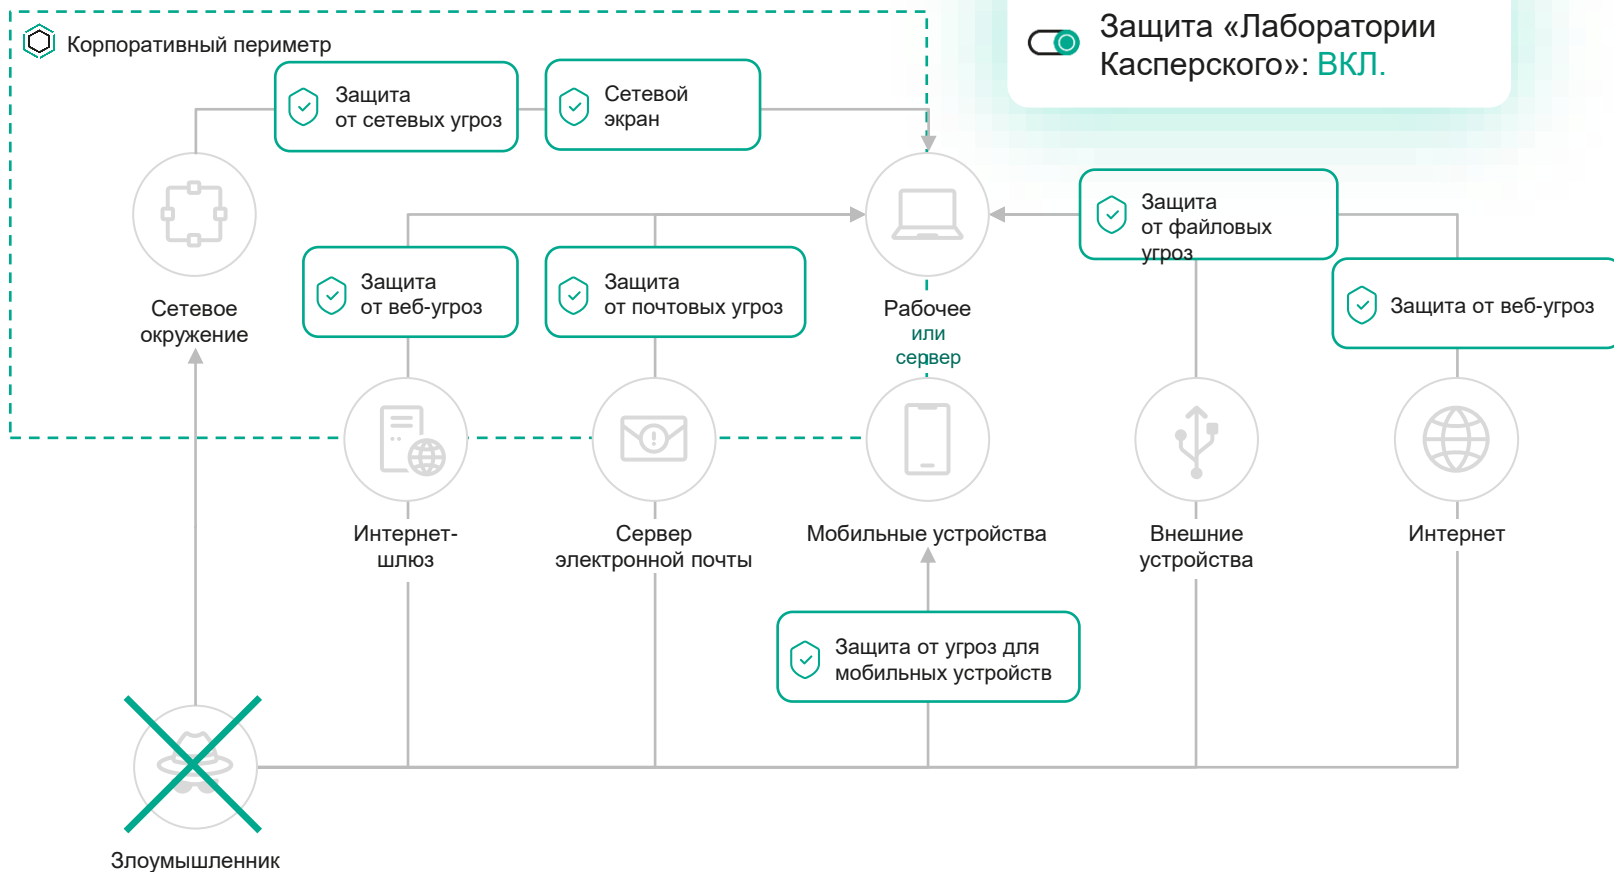 Корпоративный периметр
Защита «Лаборатории
Касперского»: ВКЛ.
Защита
от сетевых угроз
Сетевой
экран
Защита
от файловых
угроз
Защита
от веб-угроз
Защита
от почтовых угроз
Защита от веб-угроз
Сетевое
окружение
Рабочее
или
сервер
Интернет-
шлюз
Сервер
электронной почты
Мобильные устройства
Внешние
устройства
Интернет
Защита от угроз для
мобильных устройств
Злоумышленник